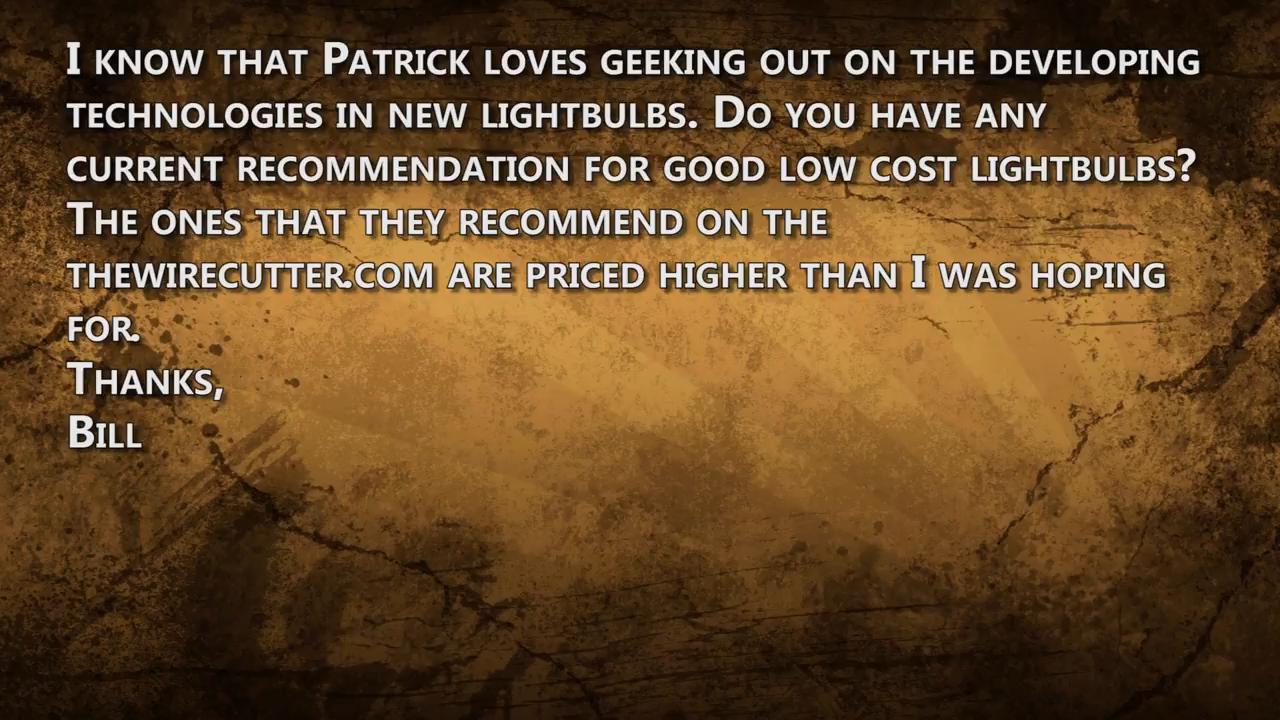 I know that Patrick loves geeking out on the developing
technologies in new lightbulbs. Do you have any
current recommendation for good low cost lightbulbs?
The ones that they recommend on the
thewirecutter.com are priced higher than I was hoping
for.
Thanks,
Bill